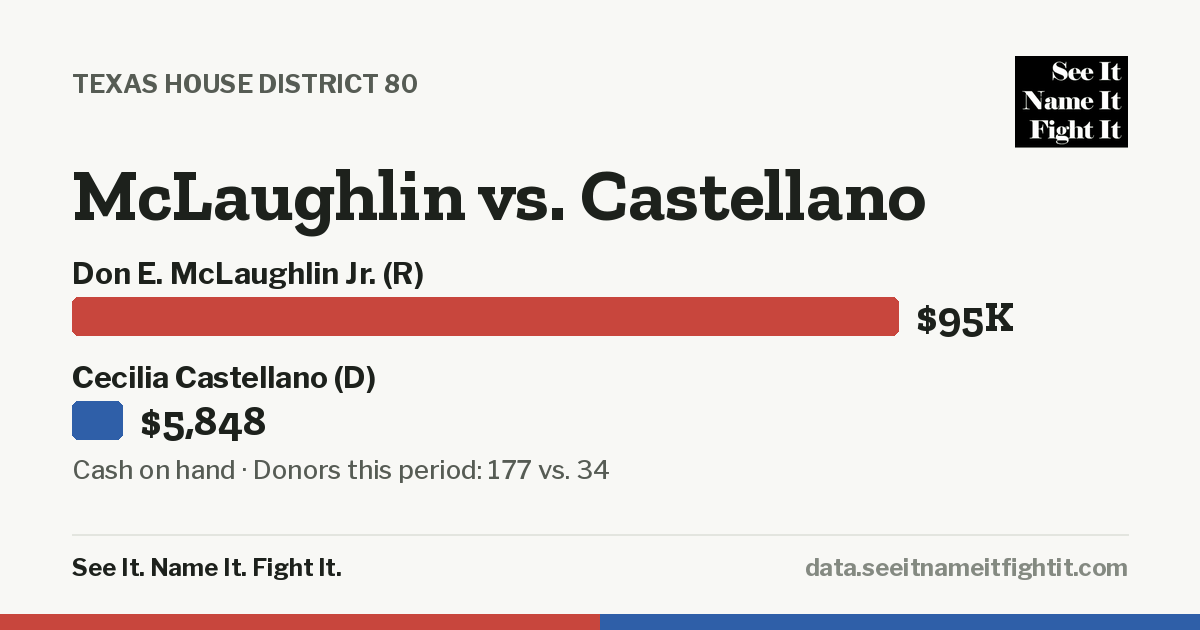 TEXAS HOUSE DISTRICT 80
See It
Name It
Fight It
McLaughlin vs. Castellano
Don E. McLaughlin Jr. (R)
$95K
Cecilia Castellano (D)
$5,848
Cash on hand · Donors this period: 177 vs. 34
See It. Name It. Fight It.
data.seeitnameitfightit.com